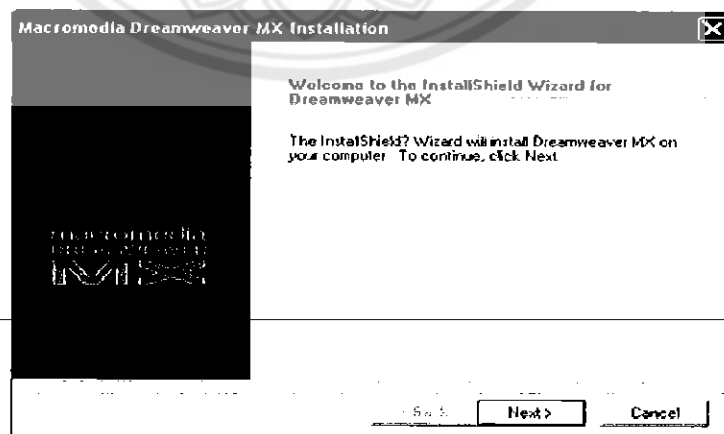 Macromedia Dreamweaver MX Installation
Welcome to the InstallShield Wizard for
Dreamweaver MX
The InstallShield? Wizard will install Dreamweaver MX on
your computer. To continue, click Next
macromedia
MX
Next >
Cancel